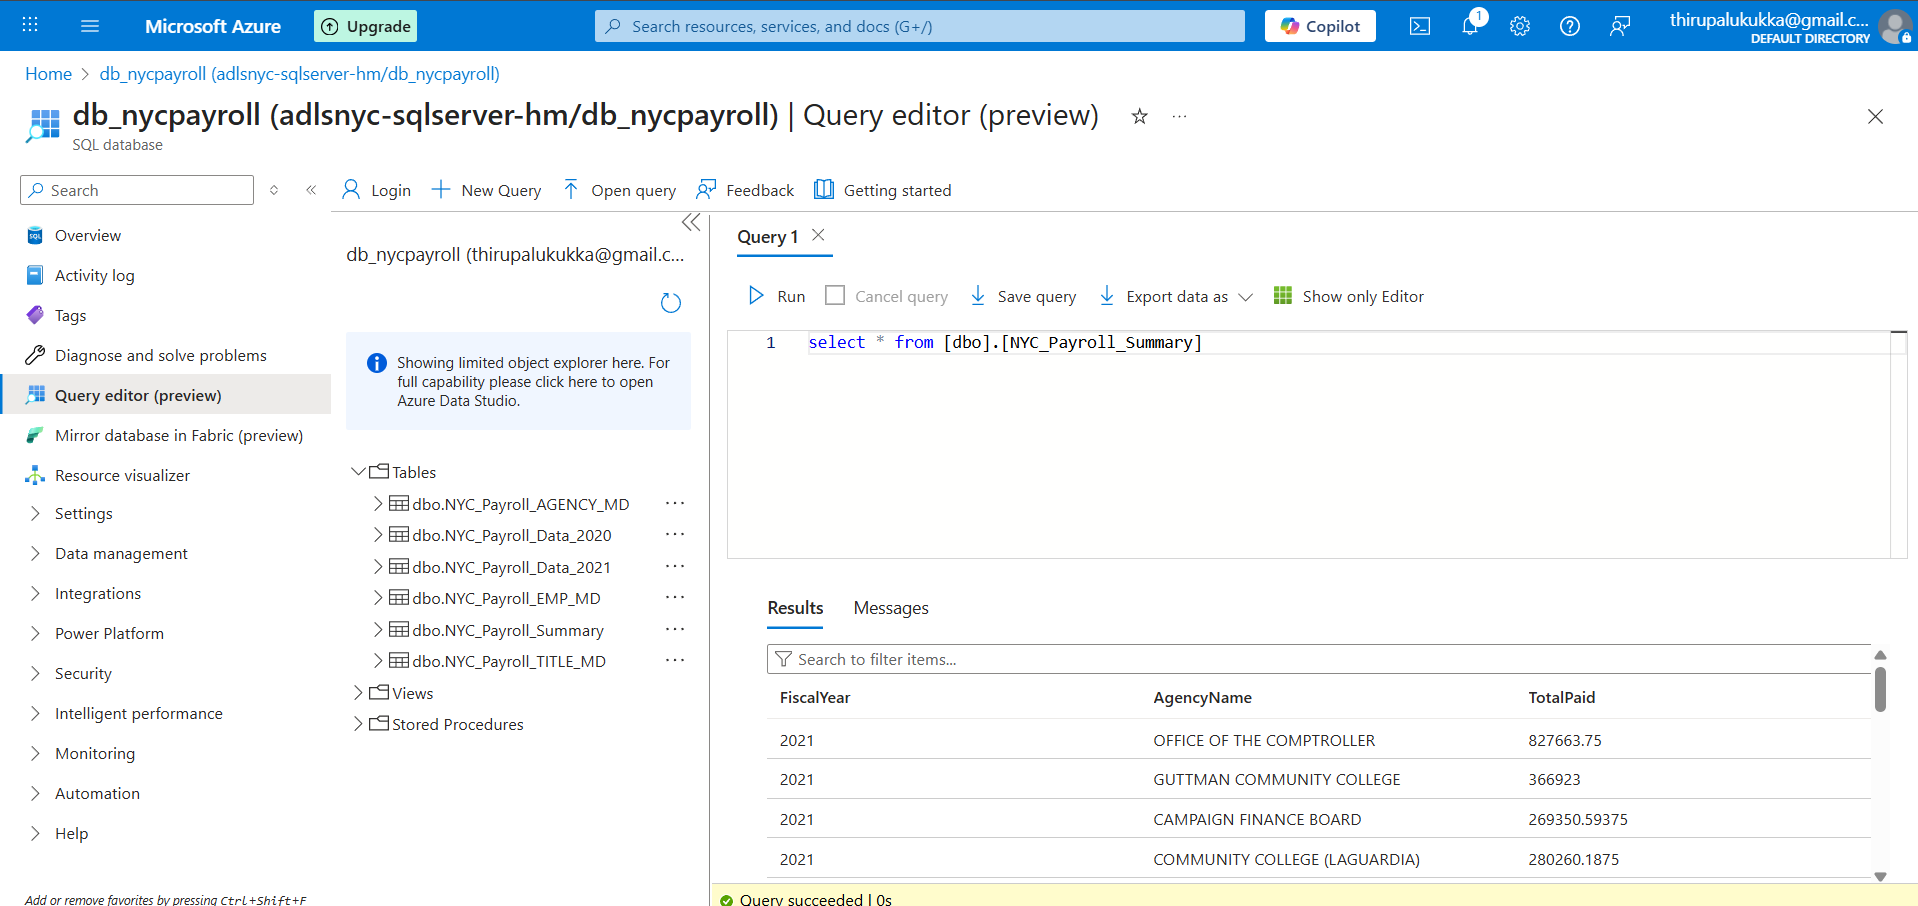 Microsoft Azure
Upgrade
Search resources, services, and docs (G+/)
Copilot
1
thirupalukukka@gmail.c...
DEFAULT DIRECTORY
Home > db_nycpayroll (adlsnyc-sqlserver-hm/db_nycpayroll)
db_nycpayroll (adlsnyc-sqlserver-hm/db_nycpayroll) | Query editor (preview)
SQL database
Search
Login
New Query
Open query
Feedback
Getting started
Overview
Activity log
Tags
Diagnose and solve problems
Query editor (preview)
Mirror database in Fabric (preview)
Resource visualizer
Settings
Data management
Integrations
Power Platform
Security
Intelligent performance
Monitoring
Automation
Help
Add or remove favorites by pressing Ctrl+Shift+F
db_nycpayroll (thirupalukukka@gmail.c...
Showing limited object explorer here. For
full capability please click here to open
Azure Data Studio.
Tables
dbo.NYC_Payroll_AGENCY_MD
dbo.NYC_Payroll_Data_2020
dbo.NYC_Payroll_Data_2021
dbo.NYC_Payroll_EMP_MD
dbo.NYC_Payroll_Summary
dbo.NYC_Payroll_TITLE_MD
Views
Stored Procedures
Query 1
Run
Cancel query
Save query
Export data as
Show only Editor
1 select * from [dbo].[NYC_Payroll_Summary]
Results Messages
Search to filter items...
FiscalYear AgencyName TotalPaid
2021 OFFICE OF THE COMPTROLLER 827663.75
2021 GUTTMAN COMMUNITY COLLEGE 366923
2021 CAMPAIGN FINANCE BOARD 269350.59375
2021 COMMUNITY COLLEGE (LAGUARDIA) 280260.1875
Query succeeded | 0s